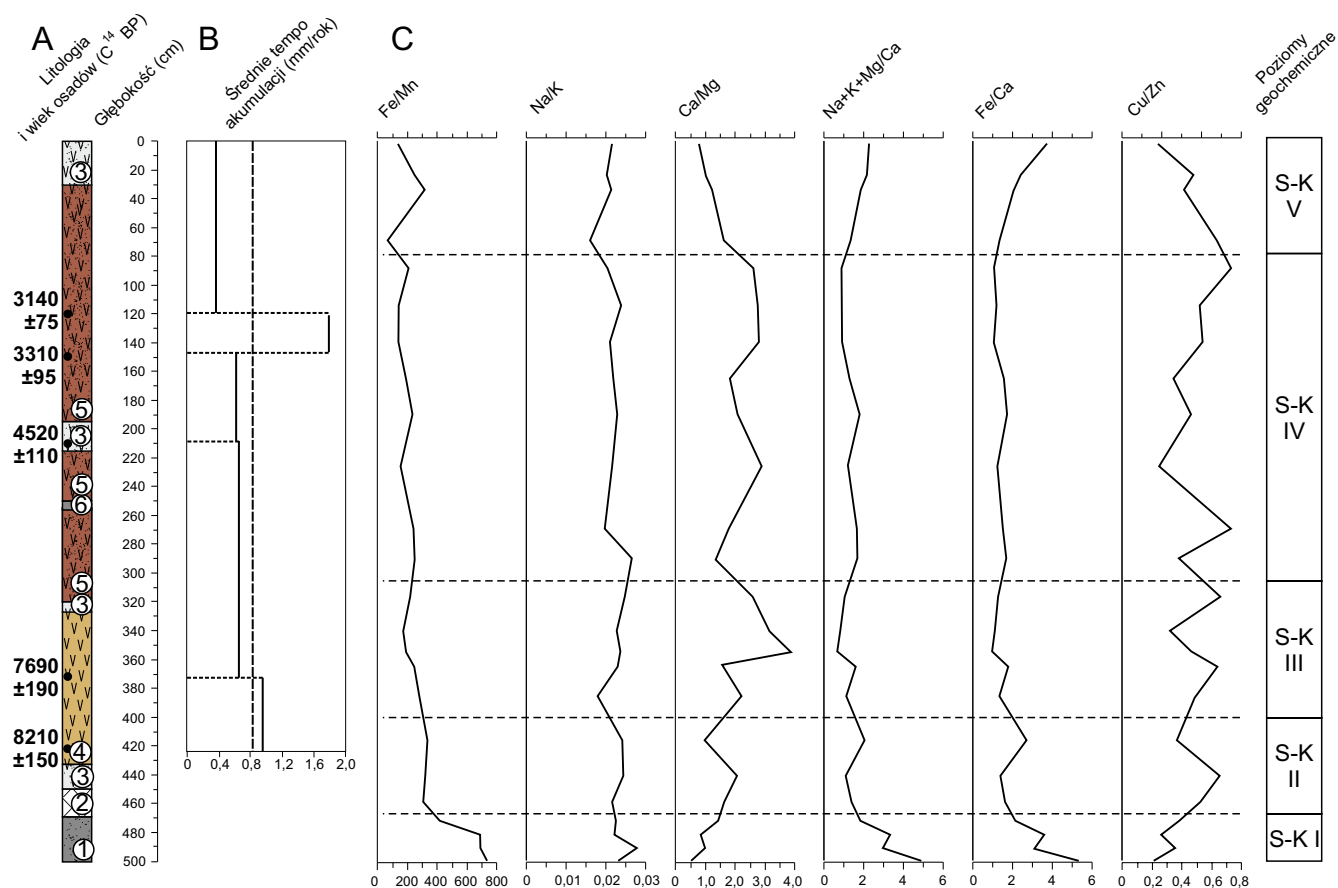 A
Litologia
i wiek osadów (C¹⁴ BP)
Głębokość (cm)
B
Średnie tempo
akumulacji (mm/rok)
C
Fe/Mn
Na/K
Ca/Mg
Na+K+Mg/Ca
Fe/Ca
Cu/Zn
Poziomy
geochemiczne
3140
±75
3310
±95
4520
±110
7690
±190
8210
±150
3
5
3
5
6
5
3
4
3
2
1
0
20
40
60
80
100
120
140
160
180
200
220
240
260
280
300
320
340
360
380
400
420
440
460
480
500
0 0,4 0,8 1,2 1,6 2,0
0 200 400 600 800
0 0,01 0,02 0,03
0 1,0 2,0 3,0 4,0
0 2 4 6
0 2 4 6
0 0,2 0,4 0,6 0,8
S-K
V
S-K
IV
S-K
III
S-K
II
S-K I